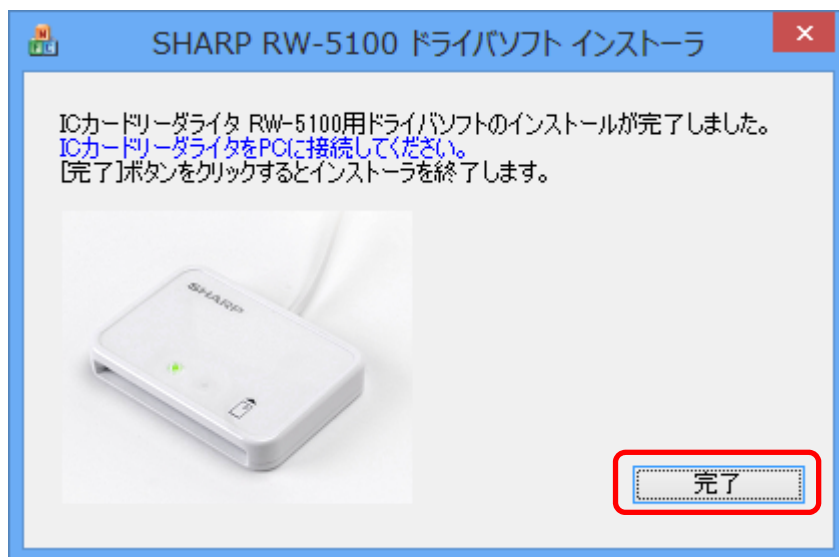 SHARP RW-5100 ドライバソフト インストーラ
ICカードリーダライタ RW-5100用ドライバソフトのインストールが完了しました。
ICカードリーダライタをPCに接続してください。
[完了]ボタンをクリックするとインストーラを終了します。
SHARP
完了